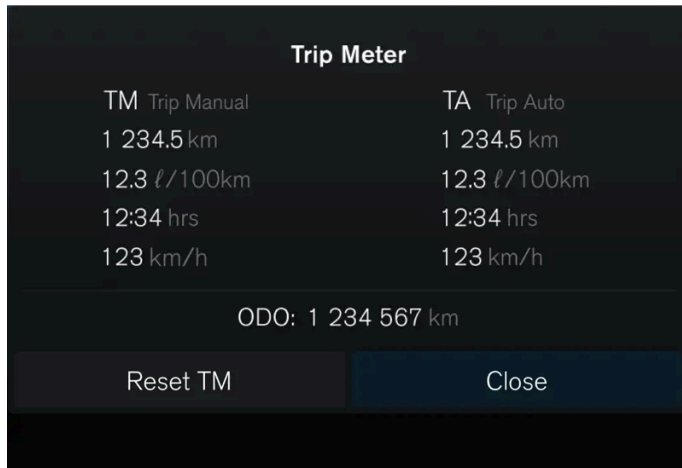 Trip Meter
TM Trip Manual
1 234.5 km
12.3 ℓ/100km
12:34 hrs
123 km/h
TA Trip Auto
1 234.5 km
12.3 ℓ/100km
12:34 hrs
123 km/h
ODO: 1 234 567 km
Reset TM
Close